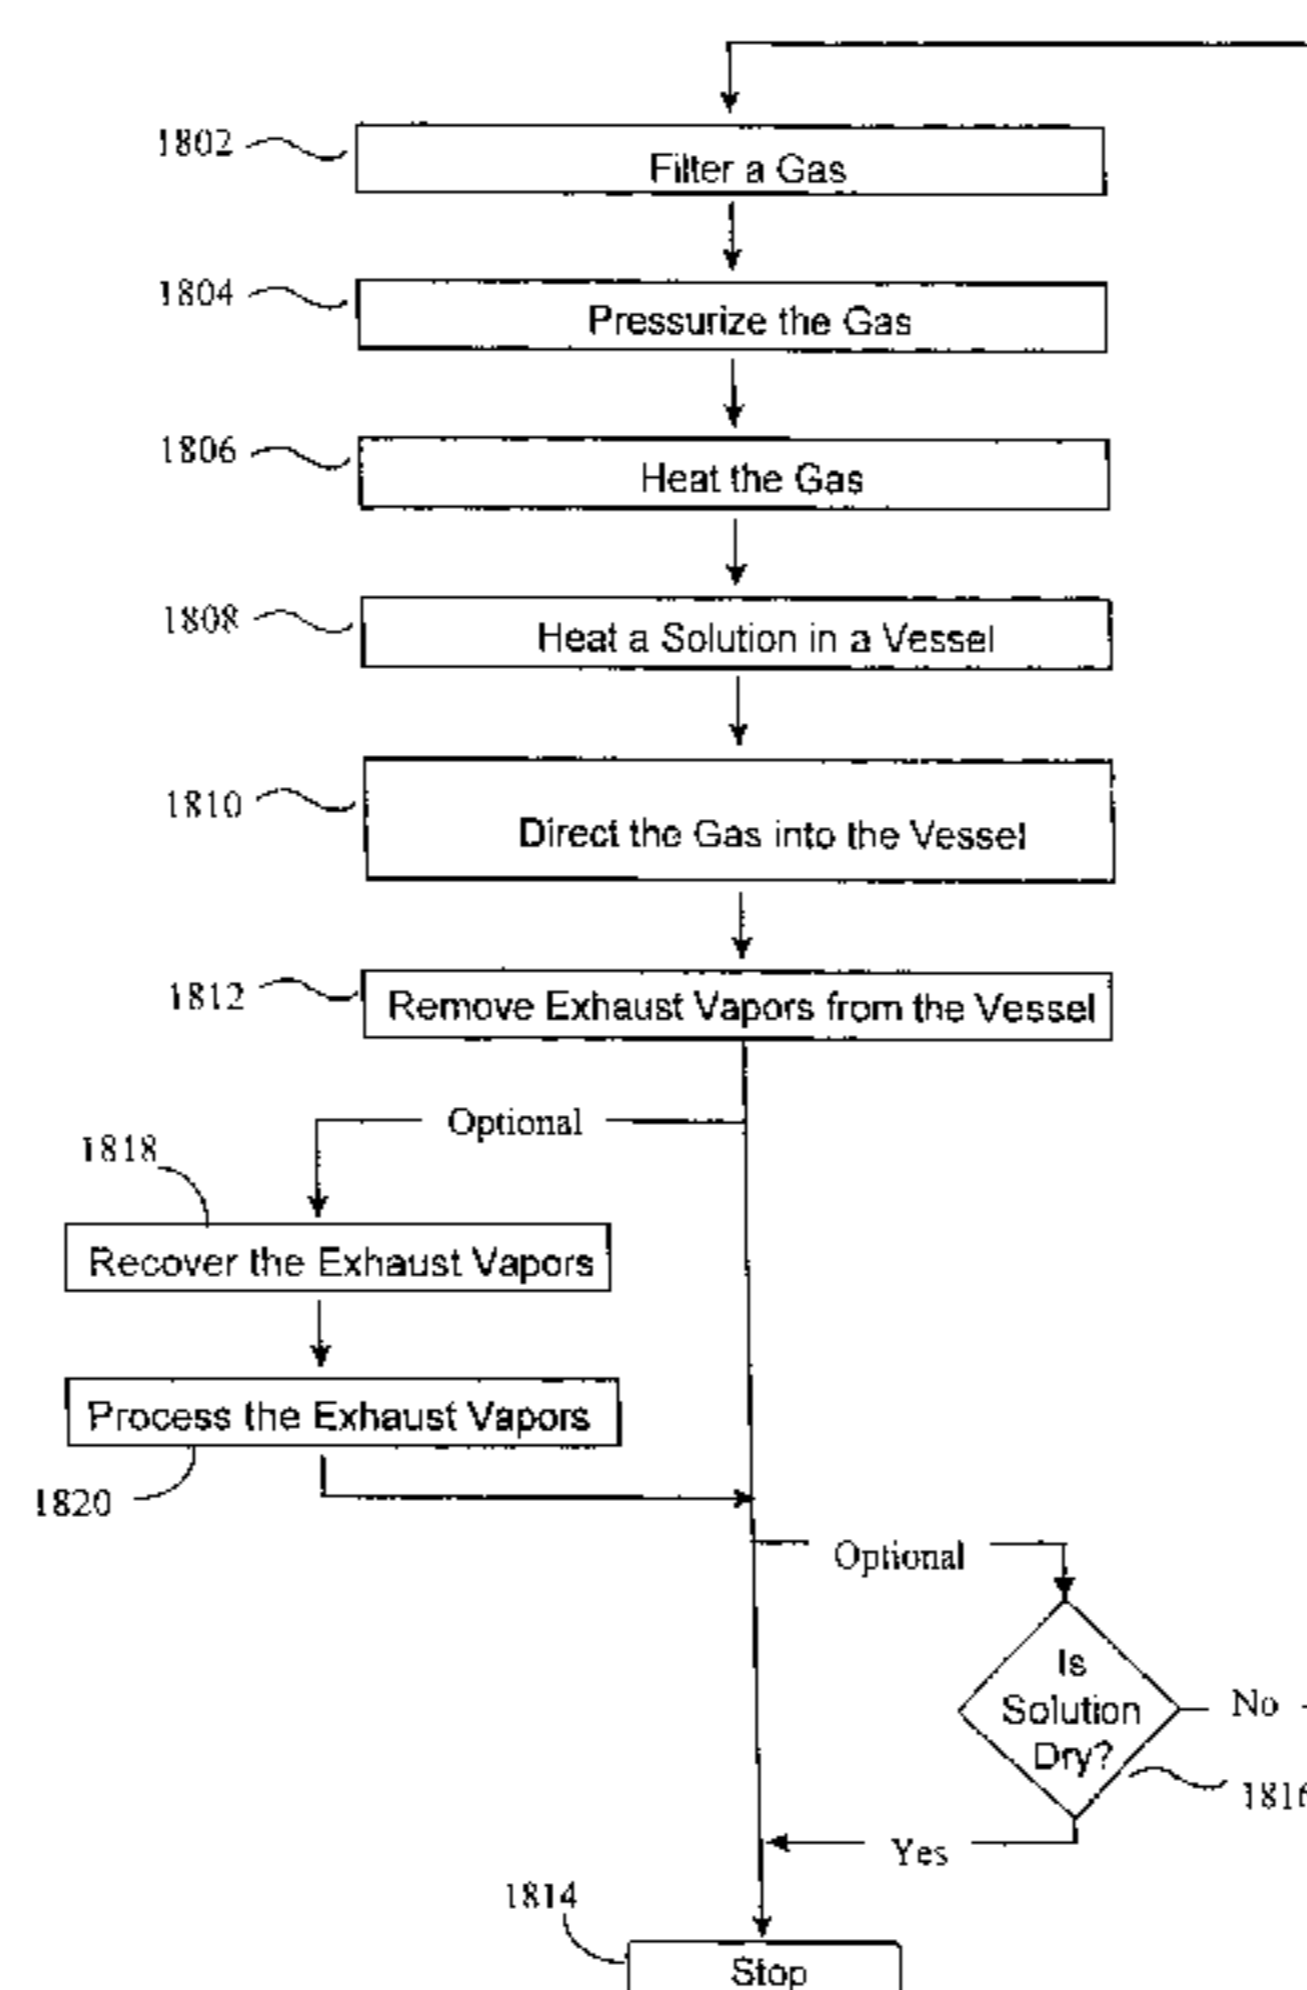 1802
Filter a Gas
1804
Pressurize the Gas
1806
Heat the Gas
1808
Heat a Solution in a Vessel
1810
Direct the Gas into the Vessel
1812
Remove Exhaust Vapors from the Vessel
Optional
1818
Recover the Exhaust Vapors
Process the Exhaust Vapors
1820
Optional
Is
Solution
Dry?
No
1816
Yes
1814
Stop